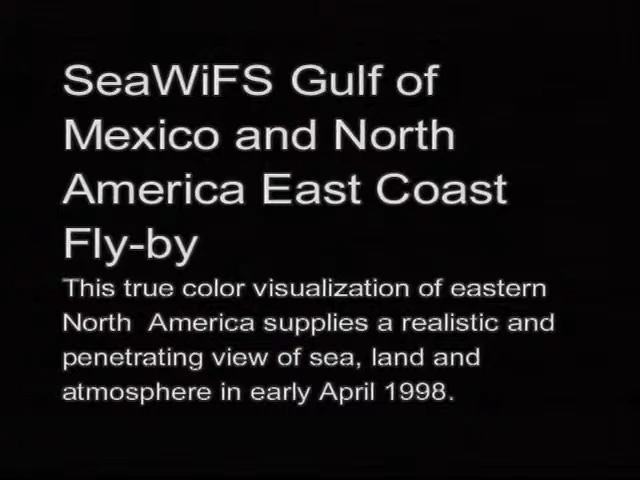 SeaWiFS Gulf of
Mexico and North
America East Coast
Fly-by
This true color visualization of eastern
North  America supplies a realistic and
penetrating view of sea, land and
atmosphere in early April 1998.